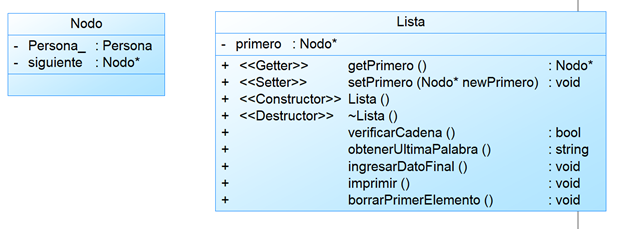 Nodo
- Persona_ : Persona
- siguiente : Nodo*
Lista
- primero : Nodo*
+ <<Getter>> getPrimero () : Nodo*
+ <<Setter>> setPrimero (Nodo* newPrimero) : void
+ <<Constructor>> Lista ()
+ <<Destructor>> ~Lista ()
+ verificarCadena () : bool
+ obtenerUltimaPalabra () : string
+ ingresarDatoFinal () : void
+ imprimir () : void
+ borrarPrimerElemento () : void